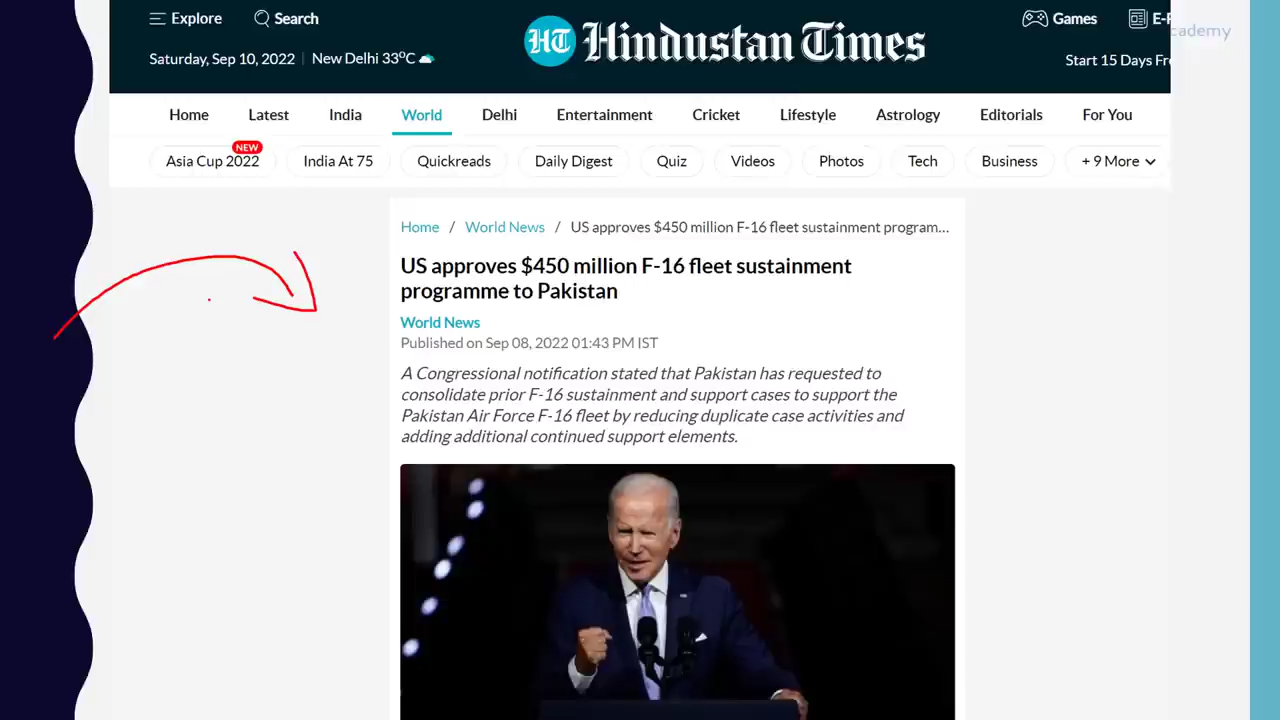 Explore Search
HT Hindustan Times
Games
Saturday, Sep 10, 2022 New Delhi 33⁰C
Start 15 Days
Home Latest India World Delhi Entertainment Cricket Lifestyle Astrology Editorials For You
NEW
Asia Cup 2022 India At 75 Quickreads Daily Digest Quiz Videos Photos Tech Business + 9 More
Home / World News / US approves $450 million F-16 fleet sustainment program...
US approves $450 million F-16 fleet sustainment
programme to Pakistan
World News
Published on Sep 08, 2022 01:43 PM IST
A Congressional notification stated that Pakistan has requested to
consolidate prior F-16 sustainment and support cases to support the
Pakistan Air Force F-16 fleet by reducing duplicate case activities and
adding additional continued support elements.